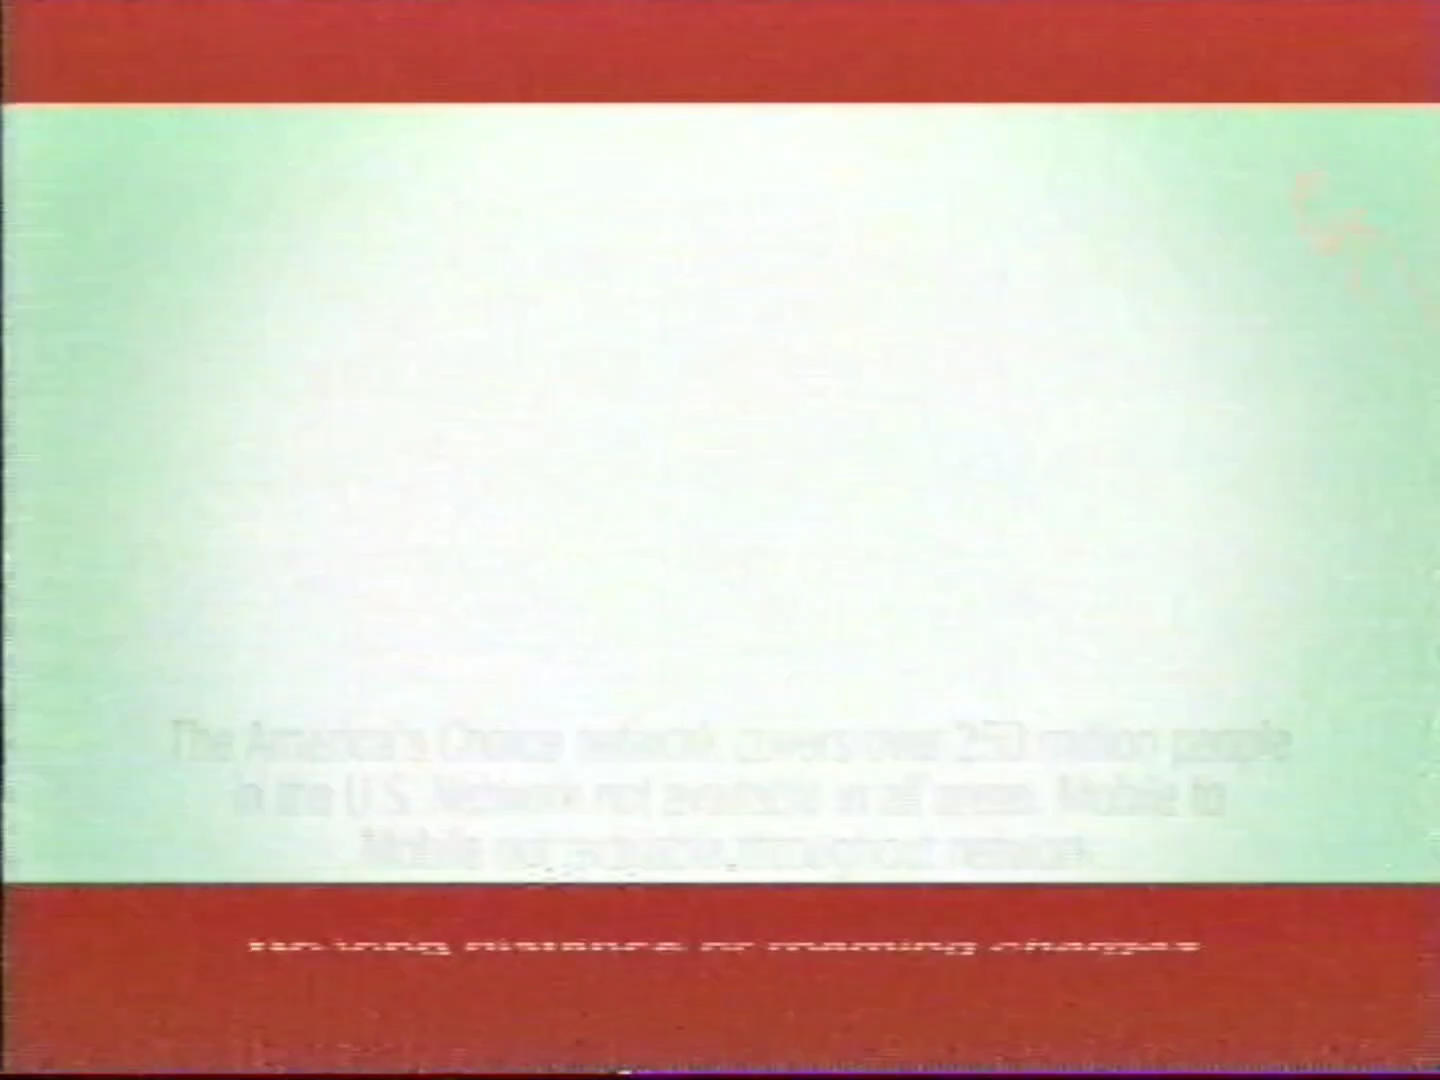 The America's Choice network covers over 250 million people
in the U.S. Network not available in all areas. Mobile to
Mobile not available throughout network.
No long distance or roaming charges